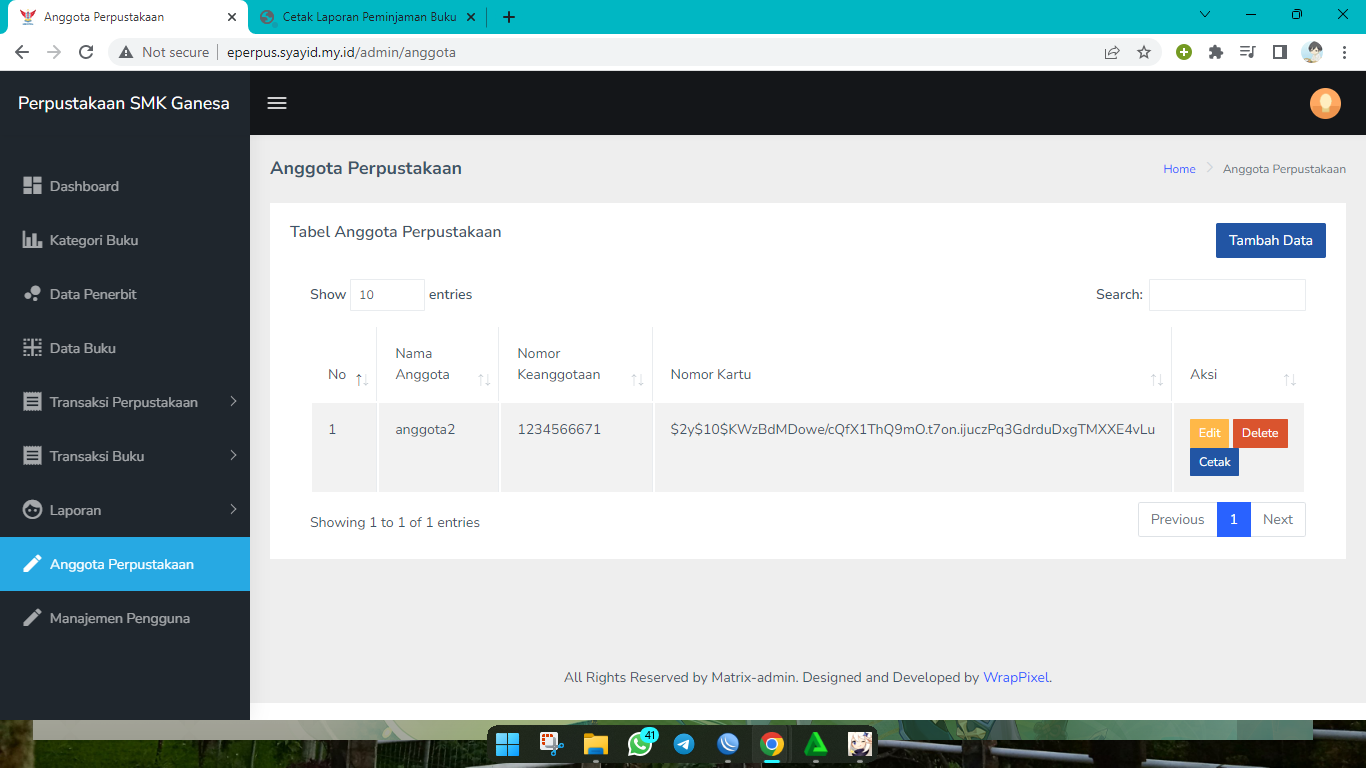 Anggota Perpustakaan
Cetak Laporan Peminjaman Buku
Not secure
eperpus.syayid.my.id/admin/anggota
Perpustakaan SMK Ganesa
Dashboard
Kategori Buku
Data Penerbit
Data Buku
Transaksi Perpustakaan
Transaksi Buku
Laporan
Anggota Perpustakaan
Manajemen Pengguna
Anggota Perpustakaan
Home
Anggota Perpustakaan
Tabel Anggota Perpustakaan
Tambah Data
Show 10 entries
Search:
No
Nama
Anggota
Nomor
Keanggotaan
Nomor Kartu
Aksi
1
anggota2
1234566671
$2y$10$KWzBdMDowe/cQfX1ThQ9mO.t7on.ijuczPq3GdrduDxgTMXXE4vLu
Edit
Delete
Cetak
Showing 1 to 1 of 1 entries
Previous
1
Next
All Rights Reserved by Matrix-admin. Designed and Developed by WrapPixel.
41